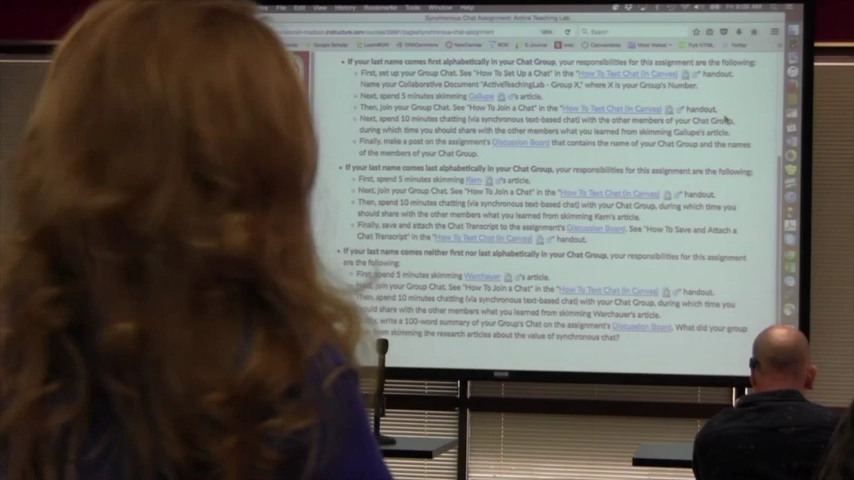 File Edit View History Bookmarks Tools Window
Synchronous Chat Assignment: Active Teaching Lab
Search
• If your last name comes first alphabetically in your Chat Group, your responsibilities for this assignment are the following:
First, set up your Group Chat. See "How To Set Up a Chat" in the "How To Text Chat (in Canvas)" handout.
Name your Collaborative Document "ActiveTeachingLab - Group X," where X is your Group's Number.
Next, spend 5 minutes skimming Gallupe's article.
Then, join your Group Chat. See "How To Join a Chat" in the "How To Text Chat (in Canvas)" handout.
Next, spend 10 minutes chatting (via synchronous text-based chat) with the other members of your Chat Group,
during which time you should share with the other members what you learned from skimming Gallupe's article.
Finally, make a post on the assignment's Discussion Board that contains the name of your Chat Group and the names
of the members of your Chat Group.
• If your last name comes last alphabetically in your Chat Group, your responsibilities for this assignment are the following:
First, spend 5 minutes skimming Kern's article.
Next, join your Group Chat. See "How To Join a Chat" in the "How To Text Chat (in Canvas)" handout.
Then, spend 10 minutes chatting (via synchronous text-based chat) with your Chat Group, during which time you
should share with the other members what you learned from skimming Kern's article.
Finally, save and attach the Chat Transcript to the assignment's Discussion Board. See "How To Save and Attach a
Chat Transcript" in the "How To Text Chat (in Canvas)" handout.
• If your last name comes neither first nor last alphabetically in your Chat Group, your responsibilities for this assignment
are the following:
First, spend 5 minutes skimming Warchauer's article.
Next, join your Group Chat. See "How To Join a Chat" in the "How To Text Chat (in Canvas)" handout.
Then, spend 10 minutes chatting (via synchronous text-based chat) with your Chat Group, during which time you
should share with the other members what you learned from skimming Warchauer's article.
write a 100-word summary of your Group's Chat on the assignment's Discussion Board. What did your group
from skimming the research articles about the value of synchronous chat?